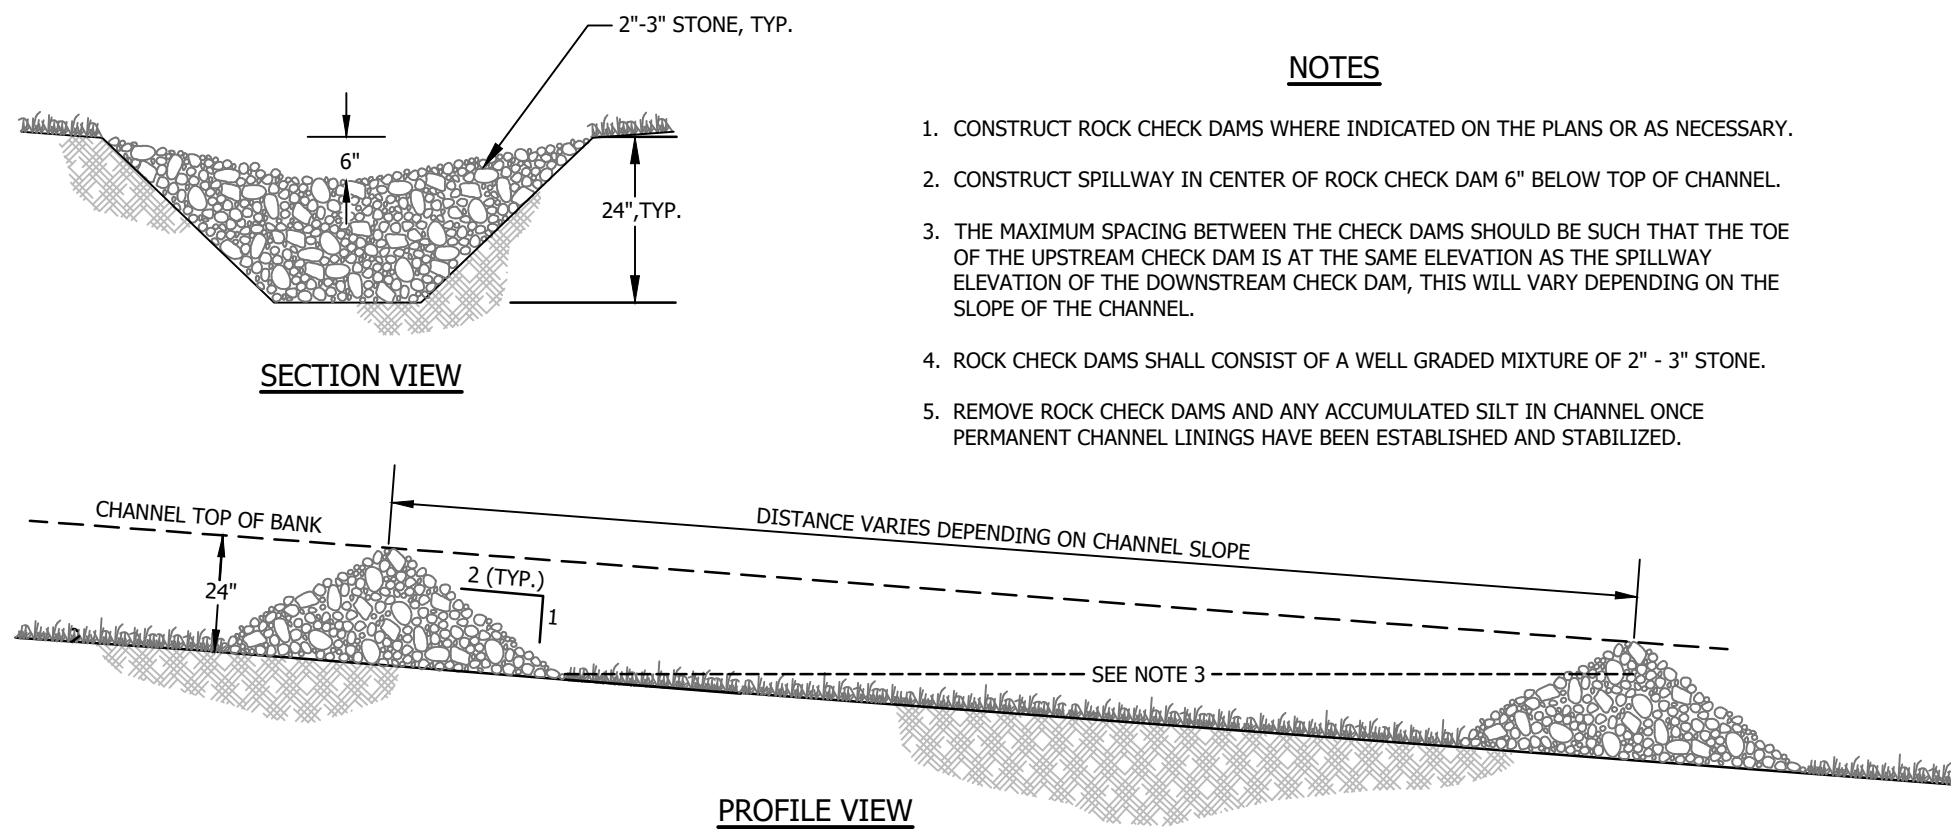 2"-3" STONE, TYP.
6"
24",TYP.
SECTION VIEW
NOTES
1. CONSTRUCT ROCK CHECK DAMS WHERE INDICATED ON THE PLANS OR AS NECESSARY.
2. CONSTRUCT SPILLWAY IN CENTER OF ROCK CHECK DAM 6" BELOW TOP OF CHANNEL.
3. THE MAXIMUM SPACING BETWEEN THE CHECK DAMS SHOULD BE SUCH THAT THE TOE
OF THE UPSTREAM CHECK DAM IS AT THE SAME ELEVATION AS THE SPILLWAY
ELEVATION OF THE DOWNSTREAM CHECK DAM, THIS WILL VARY DEPENDING ON THE
SLOPE OF THE CHANNEL.
4. ROCK CHECK DAMS SHALL CONSIST OF A WELL GRADED MIXTURE OF 2" - 3" STONE.
5. REMOVE ROCK CHECK DAMS AND ANY ACCUMULATED SILT IN CHANNEL ONCE
PERMANENT CHANNEL LININGS HAVE BEEN ESTABLISHED AND STABILIZED.
CHANNEL TOP OF BANK
DISTANCE VARIES DEPENDING ON CHANNEL SLOPE
24"
2 (TYP.)
1
SEE NOTE 3
PROFILE VIEW